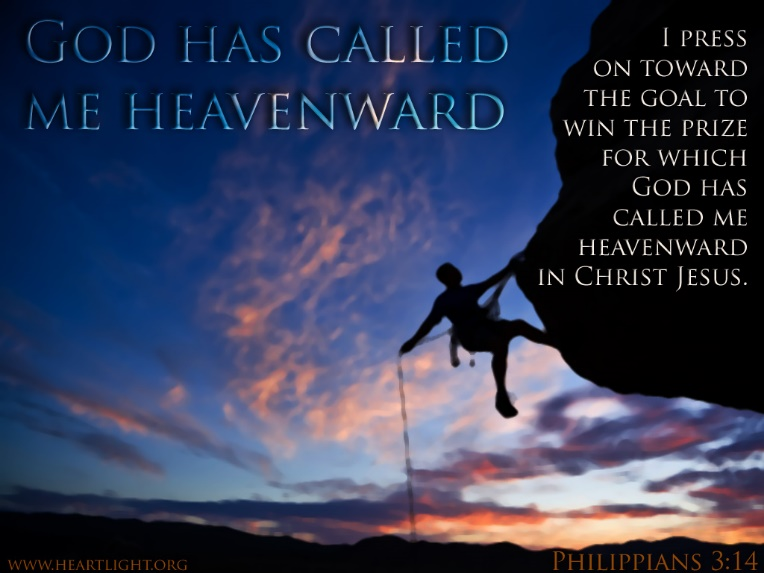 God has called
me heavenward
I press
on toward
the goal to
win the prize
for which
God has
called me
heavenward
in Christ Jesus.
www.heartlight.org
Philippians 3:14